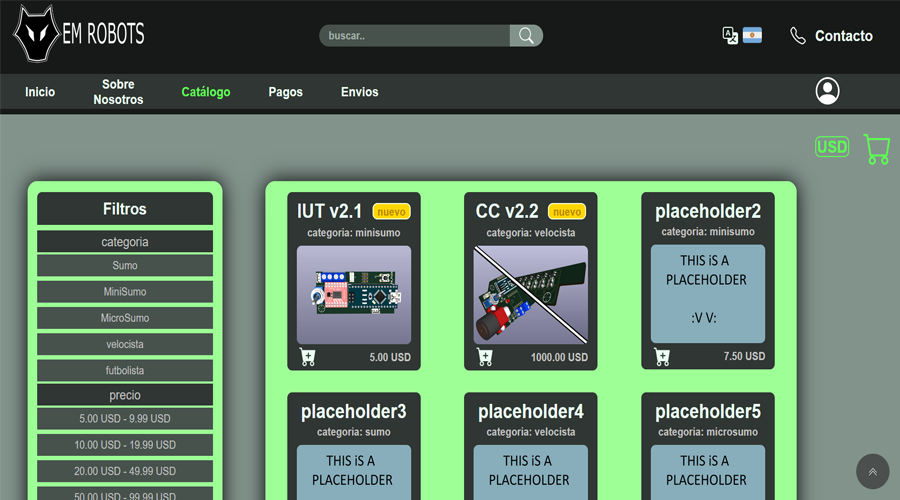 EM ROBOTS
buscar..
Contacto
Inicio
Sobre
Nosotros
Catálogo
Pagos
Envios
USD
Filtros
categoria
Sumo
MiniSumo
MicroSumo
velocista
futbolista
precio
5.00 USD - 9.99 USD
10.00 USD - 19.99 USD
20.00 USD - 49.99 USD
50.00 USD - 99.99 USD
IUT v2.1 nuevo
categoria: minisumo
5.00 USD
CC v2.2 nuevo
categoria: velocista
1000.00 USD
placeholder2
categoria: minisumo
THIS iS A
PLACEHOLDER
:V V:
7.50 USD
placeholder3
categoria: sumo
THIS iS A
PLACEHOLDER
placeholder4
categoria: velocista
THIS iS A
PLACEHOLDER
placeholder5
categoria: microsumo
THIS iS A
PLACEHOLDER